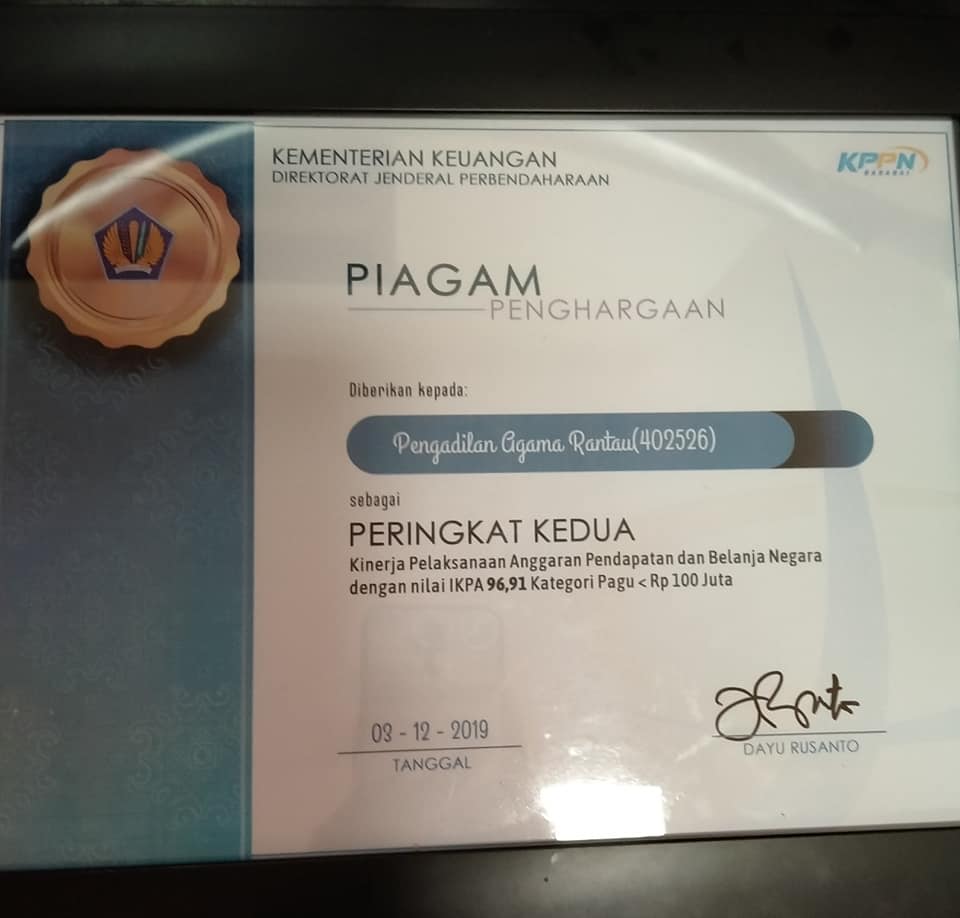 KEMENTERIAN KEUANGAN
DIREKTORAT JENDERAL PERBENDAHARAAN
KPPN
BARABAI
PIAGAM
PENGHARGAAN
Diberikan kepada:
Pengadilan Agama Rantau(402526)
sebagai
PERINGKAT KEDUA
Kinerja Pelaksanaan Anggaran Pendapatan dan Belanja Negara
dengan nilai IKPA 96,91 Kategori Pagu < Rp 100 Juta
03 - 12 - 2019
TANGGAL
DAYU RUSANTO